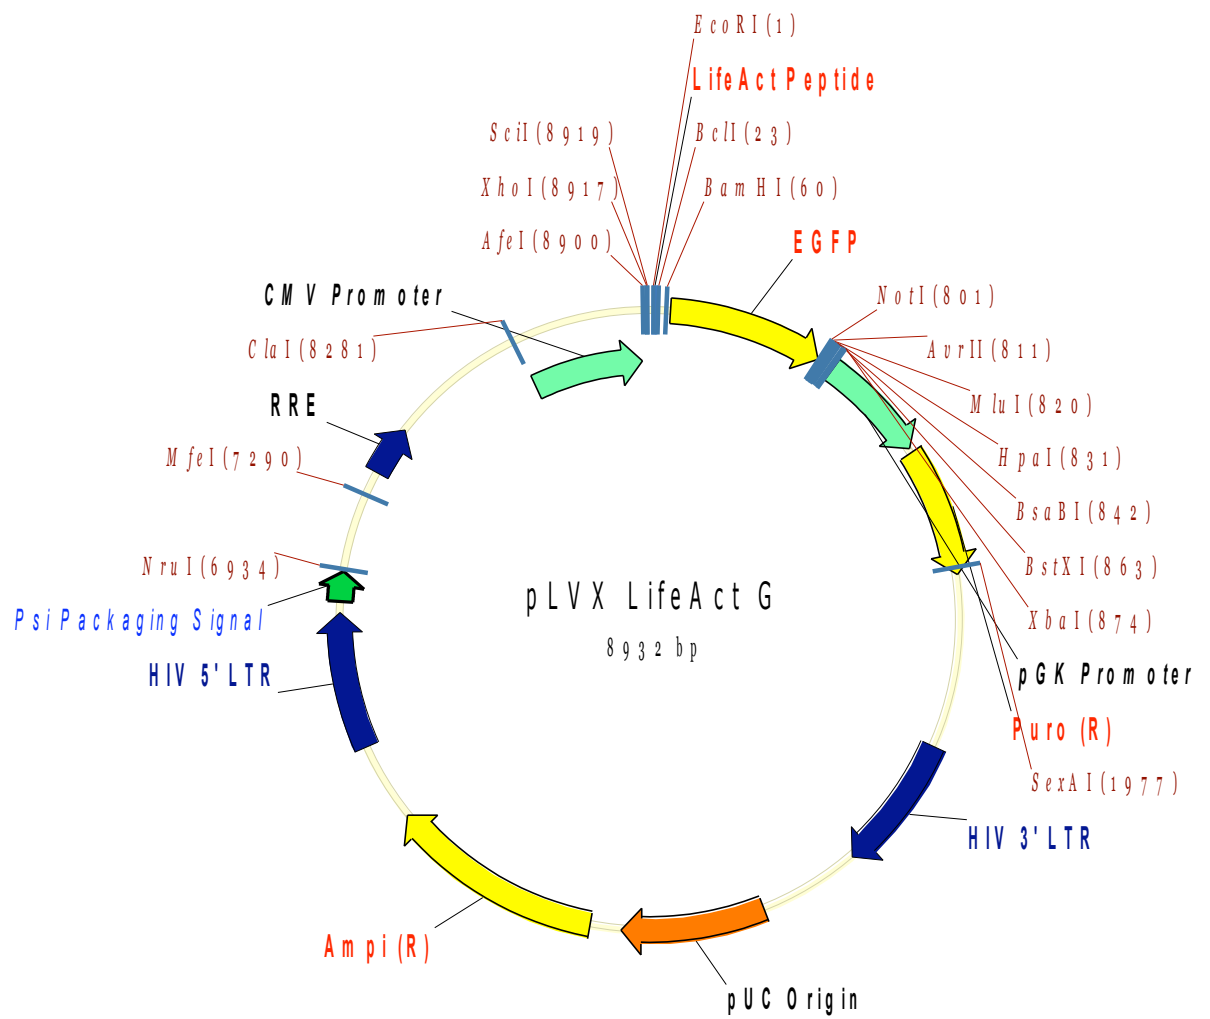 EcoRI (1)
LifeAct Peptide
SciI (8919)
BclI (23)
XhoI (8917)
BamHI (60)
AfeI (8900)
EGFP
CMV Promoter
NotI (801)
ClaI (8281)
AvrII (811)
RRE
MluI (820)
MfeI (7290)
HpaI (831)
BsaBI (842)
NruI (6934)
BstXI (863)
pLVX LifeAct G
Psi Packaging Signal
XbaI (874)
8932 bp
HIV 5' LTR
pGK Promoter
Puro (R)
SexAI (1977)
HIV 3' LTR
Ampi (R)
pUC Origin